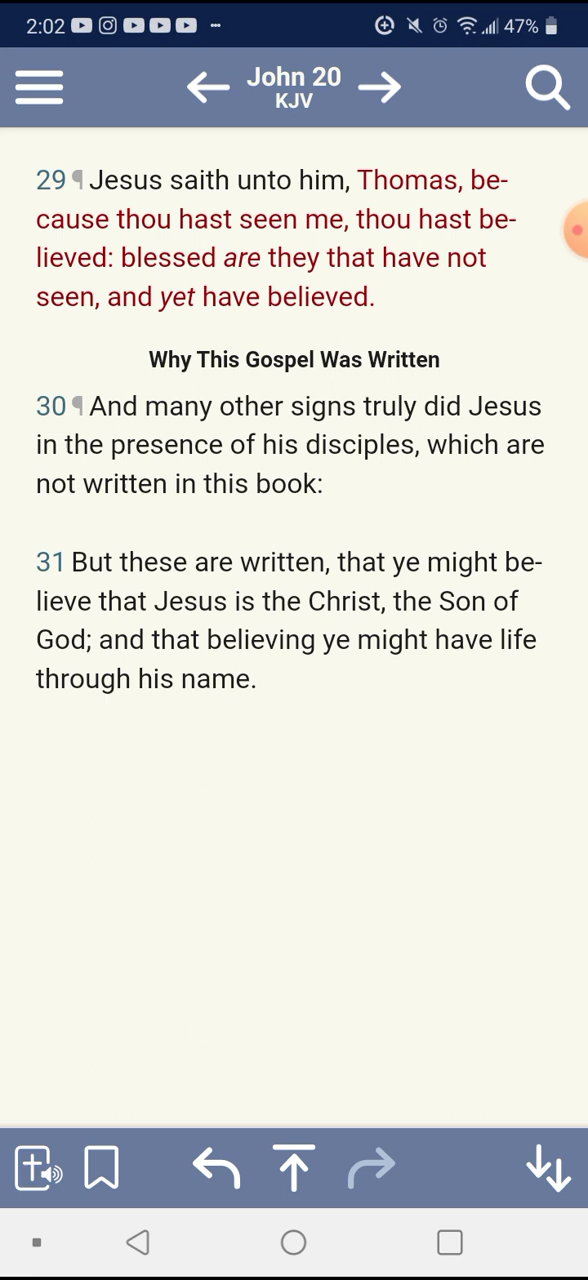 2:02 47%
John 20
KJV
29 ¶ Jesus saith unto him, Thomas, be-
cause thou hast seen me, thou hast be-
lieved: blessed are they that have not
seen, and yet have believed.
Why This Gospel Was Written
30 ¶ And many other signs truly did Jesus
in the presence of his disciples, which are
not written in this book:
31 But these are written, that ye might be-
lieve that Jesus is the Christ, the Son of
God; and that believing ye might have life
through his name.